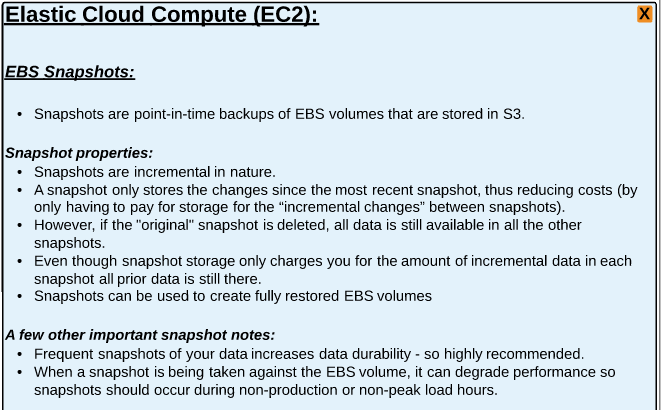 Elastic Cloud Compute (EC2):
X
EBS Snapshots:
• Snapshots are point-in-time backups of EBS volumes that are stored in S3.
Snapshot properties:
• Snapshots are incremental in nature.
• A snapshot only stores the changes since the most recent snapshot, thus reducing costs (by
only having to pay for storage for the “incremental changes” between snapshots).
• However, if the "original" snapshot is deleted, all data is still available in all the other
snapshots.
• Even though snapshot storage only charges you for the amount of incremental data in each
snapshot all prior data is still there.
• Snapshots can be used to create fully restored EBS volumes
A few other important snapshot notes:
• Frequent snapshots of your data increases data durability - so highly recommended.
• When a snapshot is being taken against the EBS volume, it can degrade performance so
snapshots should occur during non-production or non-peak load hours.